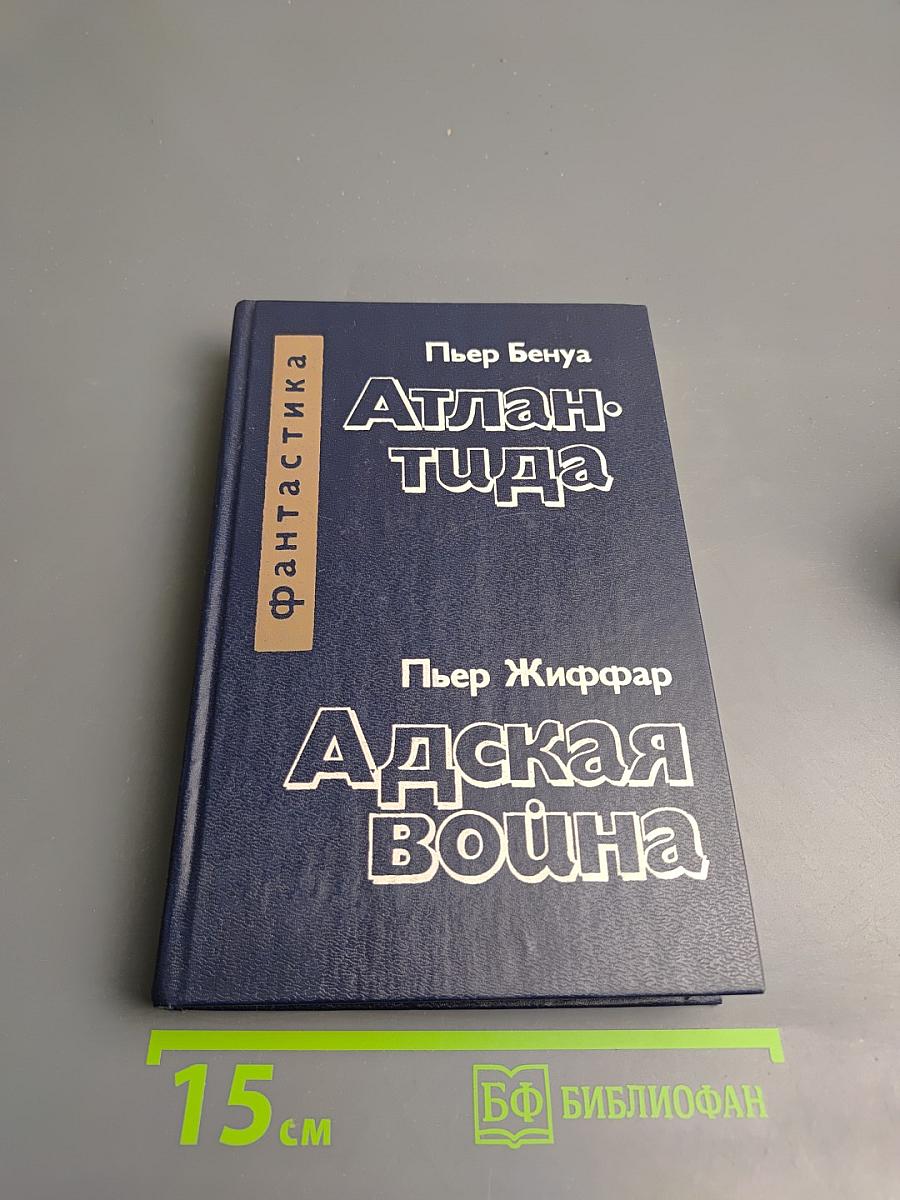 фантастика
Пьер Бенуа
Атлан-
тида
Пьер Жиффар
Адская
война
15 см
БФ БИБЛИОФАН